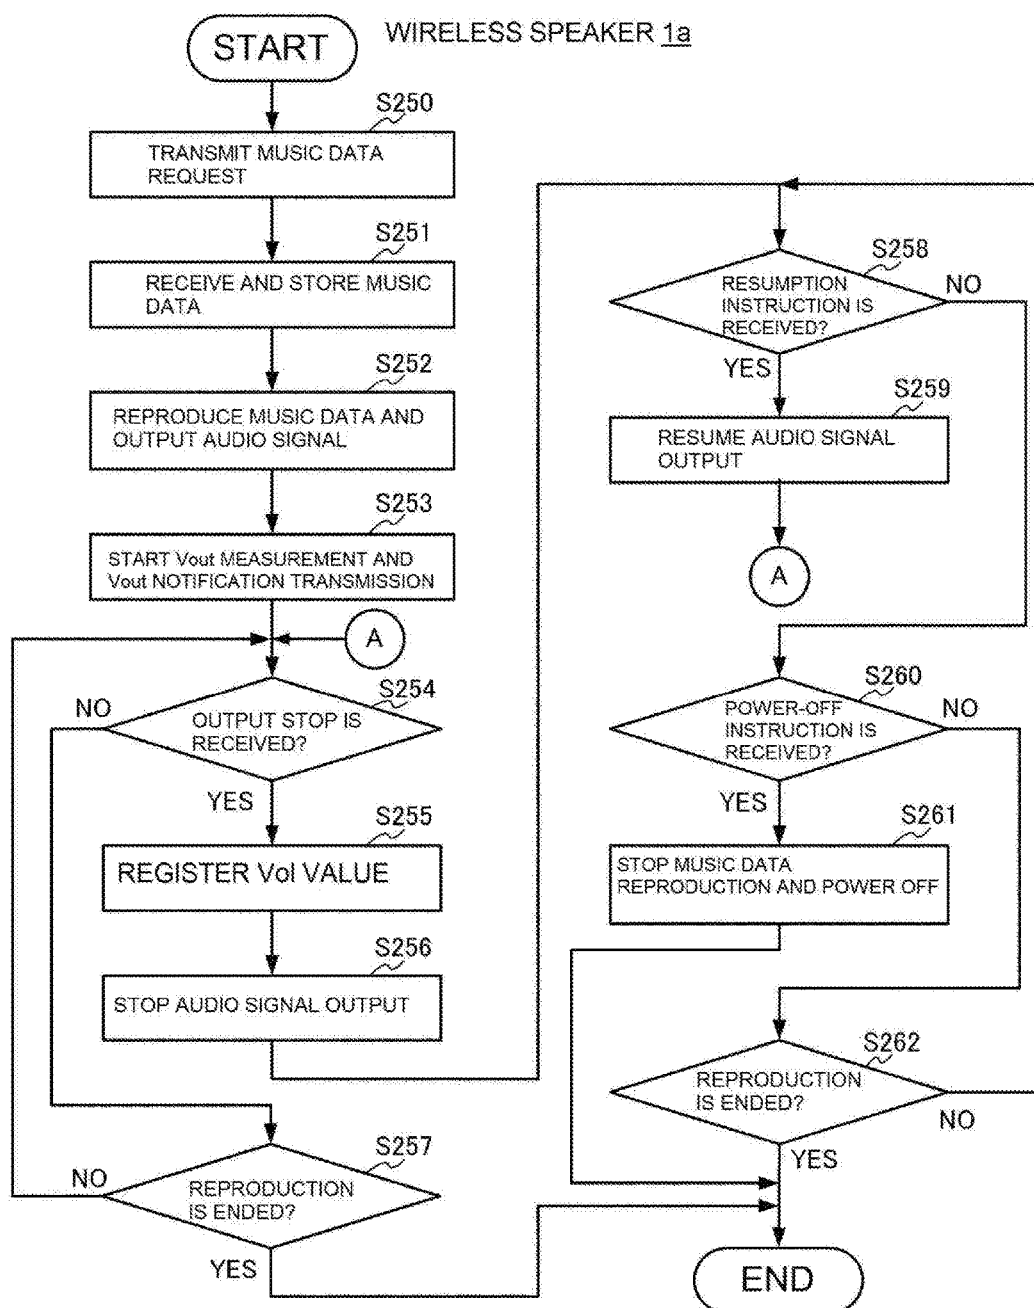 START
WIRELESS SPEAKER 1a
S250
TRANSMIT MUSIC DATA
REQUEST
S251
RECEIVE AND STORE MUSIC
DATA
S252
REPRODUCE MUSIC DATA AND
OUTPUT AUDIO SIGNAL
S253
START Vout MEASUREMENT AND
Vout NOTIFICATION TRANSMISSION
A
S254
NO
OUTPUT STOP IS
RECEIVED?
YES
S255
REGISTER Vol VALUE
S256
STOP AUDIO SIGNAL OUTPUT
S257
NO
REPRODUCTION
IS ENDED?
YES
S258
NO
RESUMPTION
INSTRUCTION IS
RECEIVED?
YES
S259
RESUME AUDIO SIGNAL
OUTPUT
A
S260
NO
POWER-OFF
INSTRUCTION IS
RECEIVED?
YES
S261
STOP MUSIC DATA
REPRODUCTION AND POWER OFF
S262
REPRODUCTION
IS ENDED?
NO
YES
END